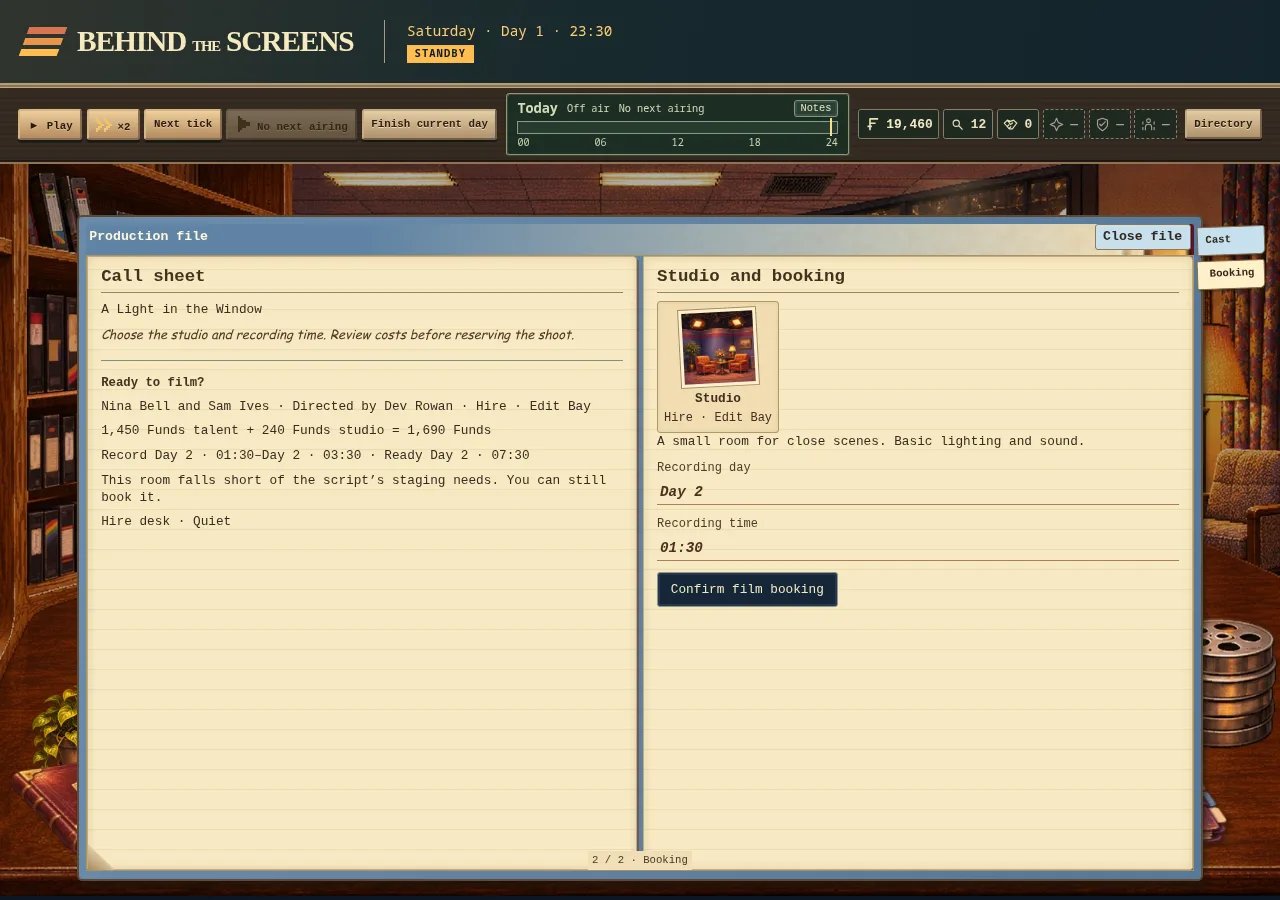 BEHIND THE SCREENS
Saturday · Day 1 · 23:30
STANDBY
► Play
×2
Next tick
No next airing
Finish current day
Today Off air No next airing
Notes
00 06 12 18 24
19,460
12
0
–
–
–
Directory
Production file
Close file
Cast
Booking
Call sheet
A Light in the Window
Choose the studio and recording time. Review costs before reserving the shoot.
Ready to film?
Nina Bell and Sam Ives · Directed by Dev Rowan · Hire · Edit Bay
1,450 Funds talent + 240 Funds studio = 1,690 Funds
Record Day 2 · 01:30–Day 2 · 03:30 · Ready Day 2 · 07:30
This room falls short of the script’s staging needs. You can still
book it.
Hire desk · Quiet
Studio and booking
Studio
Hire · Edit Bay
A small room for close scenes. Basic lighting and sound.
Recording day
Day 2
Recording time
01:30
Confirm film booking
2 / 2 · Booking